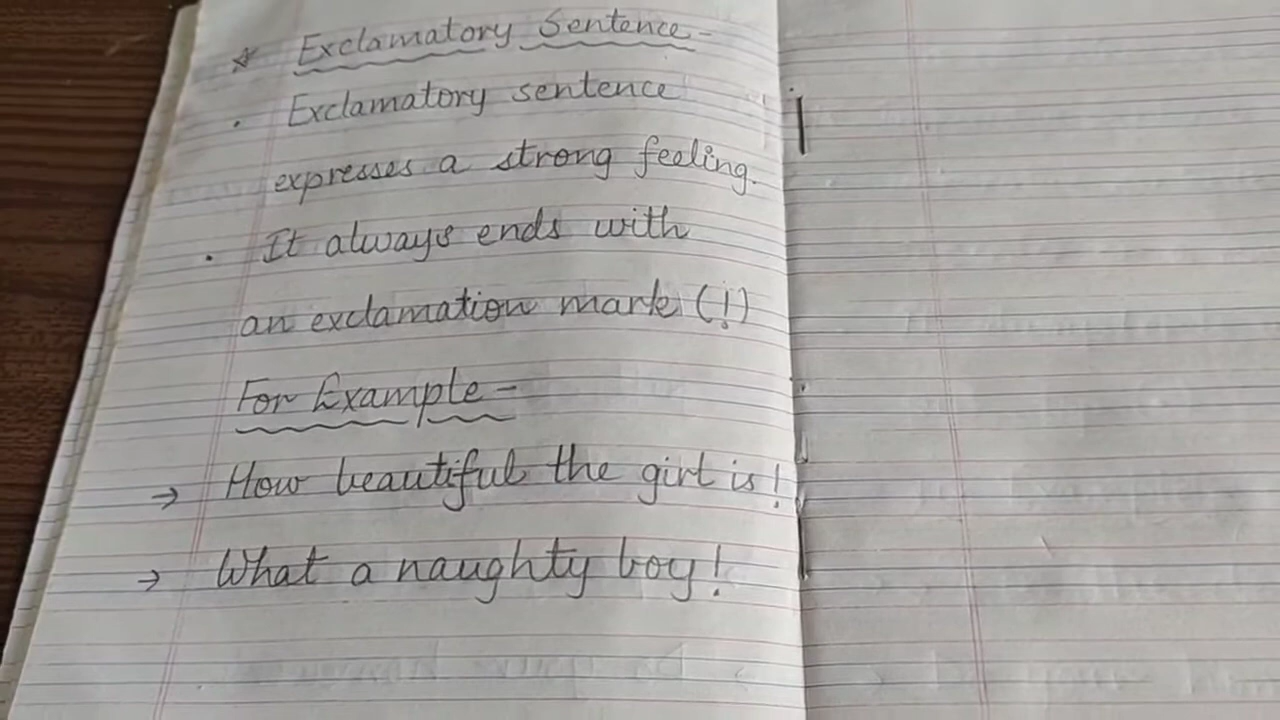 * Exclamatory Sentence-
. Exclamatory sentence
expresses a strong feeling.
. It always ends with
an exclamation mark (!)
For Example-
→ How beautiful the girl is!
→ What a naughty boy!